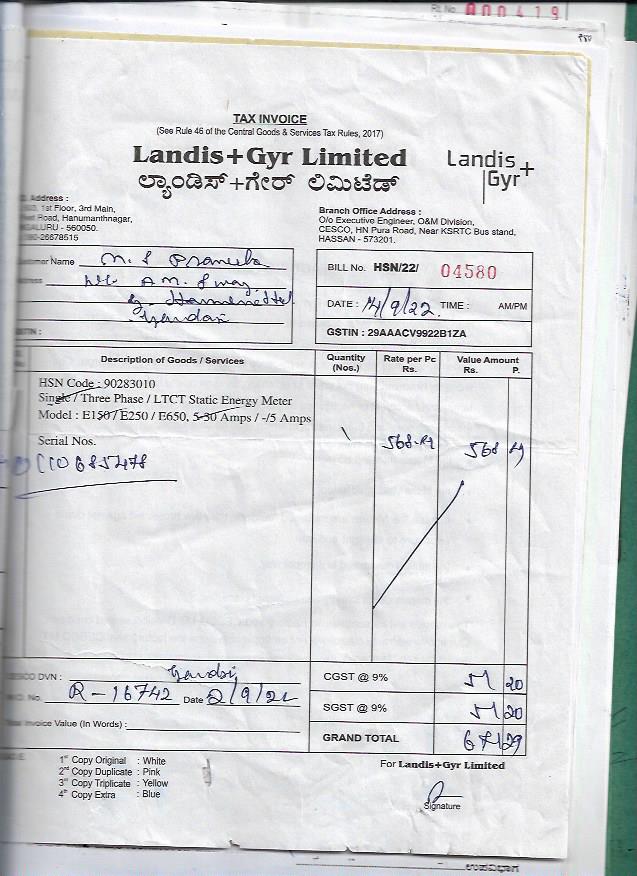 000419
TAX INVOICE
(See Rule 46 of the Central Goods & Services Tax Rules, 2017)
Landis+Gyr Limited
ಲ್ಯಾಂಡಿಸ್+ಗೇರ್ ಲಿಮಿಟೆಡ್
Landis+
Gyr
Address :
1st Floor, 3rd Main,
Road, Hanumanthnagar,
560050.
26678515
Branch Office Address :
O/o Executive Engineer, O&M Division,
CESCO, HN Pura Road, Near KSRTC Bus stand,
HASSAN - 573201.
Name M. S
A M.
BILL No. HSN/22/ 04580
DATE : 14/9/22 TIME : AM/PM
GSTIN : 29AAACV9922B1ZA
Description of Goods / Services
Quantity (Nos.)
Rate per Pc Rs.
Value Amount Rs. P.
HSN Code : 90283010
Single / Three Phase / LTCT Static Energy Meter
Model : E150 / E250 / E650, 5-30 Amps / -/5 Amps
Serial Nos.
568
568
DVN :
No. R-16742 Date 2/9/22
Invoice Value (In Words) :
CGST @ 9% 51 20
SGST @ 9% 51 20
GRAND TOTAL 671 29
1st Copy Original : White
2nd Copy Duplicate : Pink
3rd Copy Triplicate : Yellow
4th Copy Extra : Blue
For Landis+Gyr Limited
Signature